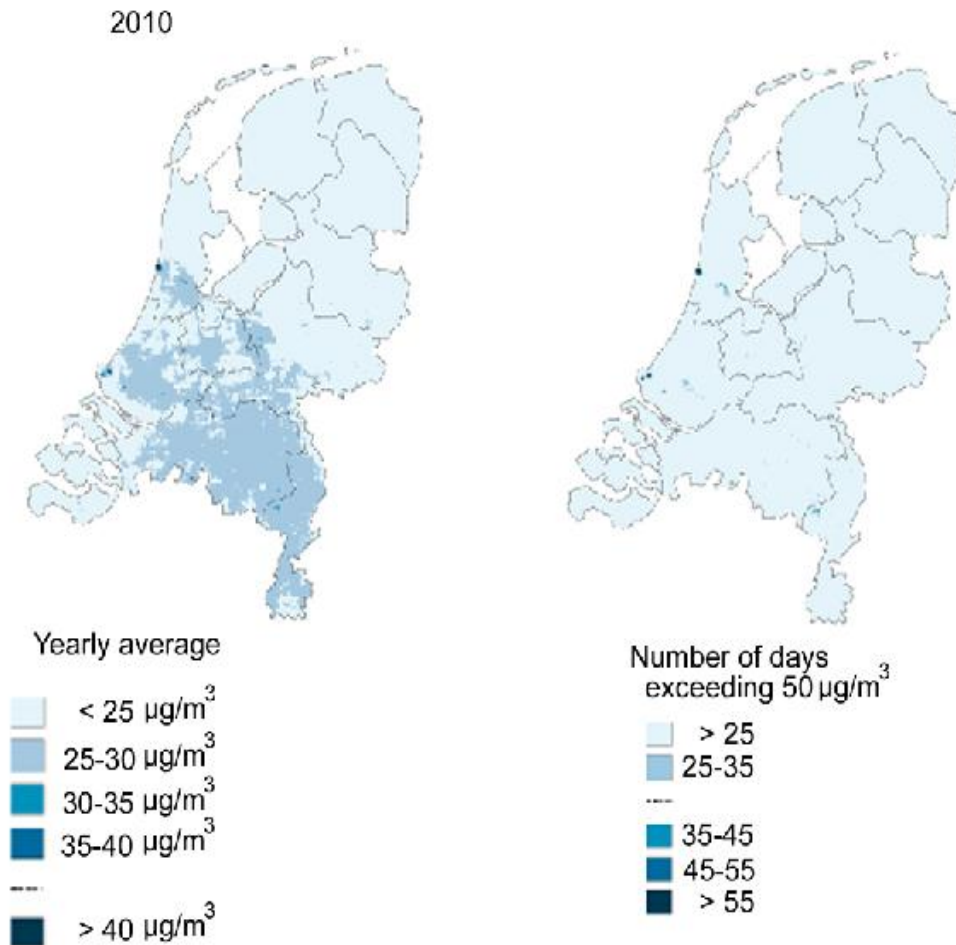 2010
Yearly average
< 25 µg/m³
25-30 µg/m³
30-35 µg/m³
35-40 µg/m³
> 40 µg/m³
Number of days
exceeding 50 µg/m³
> 25
25-35
35-45
45-55
> 55